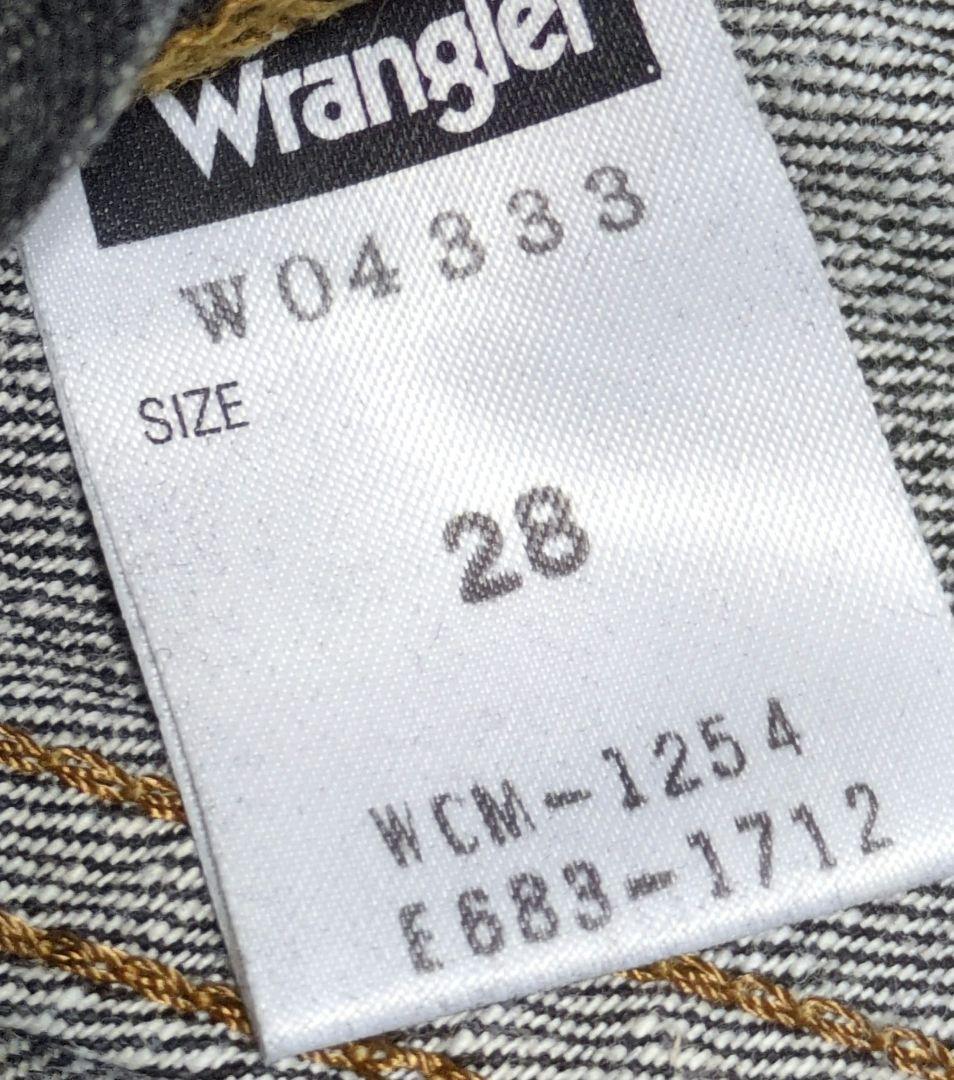 Wrangler
W04333
SIZE
28
WCM-1254
E683-1712